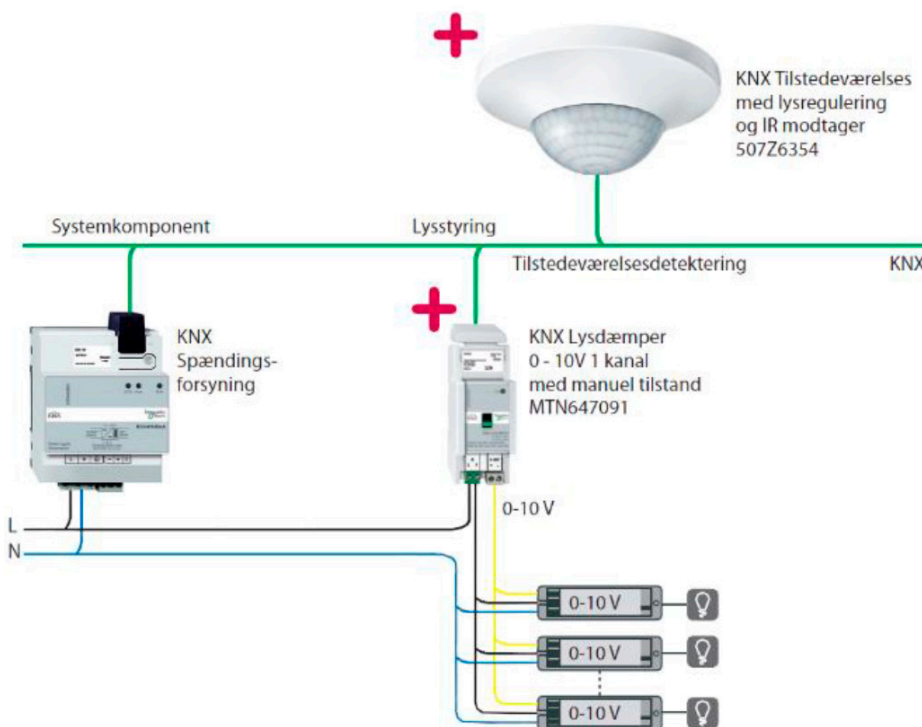 KNX Tilstedeværelses
med lysregulering
og IR modtager
507Z6354
Systemkomponent
Lysstyring
Tilstedeværelsesdetektering
KNX
KNX
Spændings-
forsyning
KNX Lysdæmper
0 - 10V 1 kanal
med manuel tilstand
MTN647091
0-10 V
L
N
0-10 V
0-10 V
0-10 V